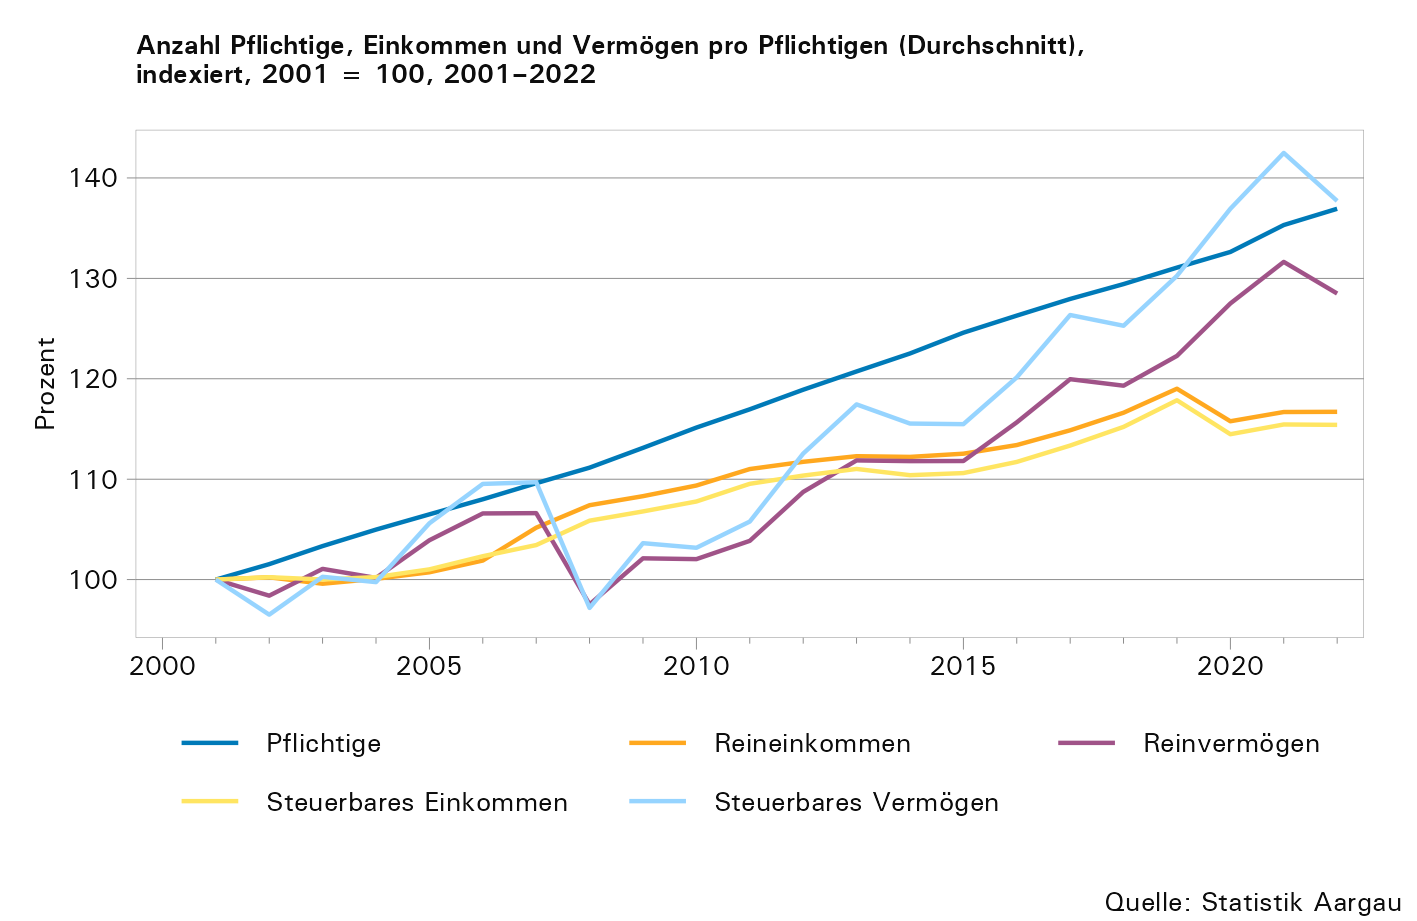 Anzahl Pflichtige, Einkommen und Vermögen pro Pflichtigen (Durchschnitt),
indexiert, 2001 = 100, 2001–2022
Prozent
140
130
120
110
100
2000 2005 2010 2015 2020
Pflichtige Reineinkommen Reinvermögen
Steuerbares Einkommen Steuerbares Vermögen
Quelle: Statistik Aargau